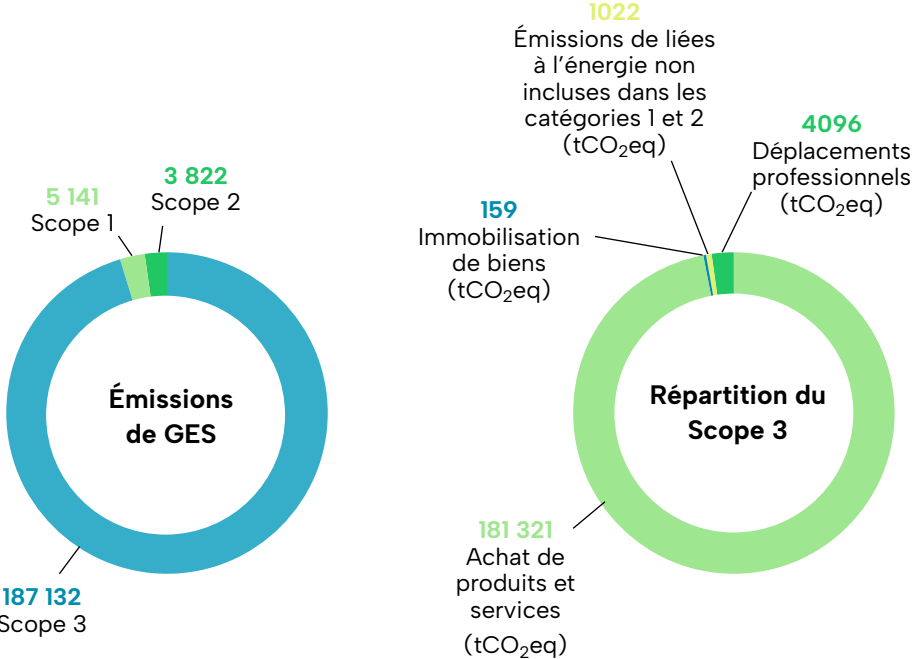 5 141
Scope 1
3 822
Scope 2
Émissions
de GES
187 132
Scope 3
1022
Émissions de liées
à l'énergie non
incluses dans les
catégories 1 et 2
(tCO₂eq)
4096
Déplacements
professionnels
(tCO₂eq)
159
Immobilisation
de biens
(tCO₂eq)
Répartition du
Scope 3
181 321
Achat de
produits et
services
(tCO₂eq)